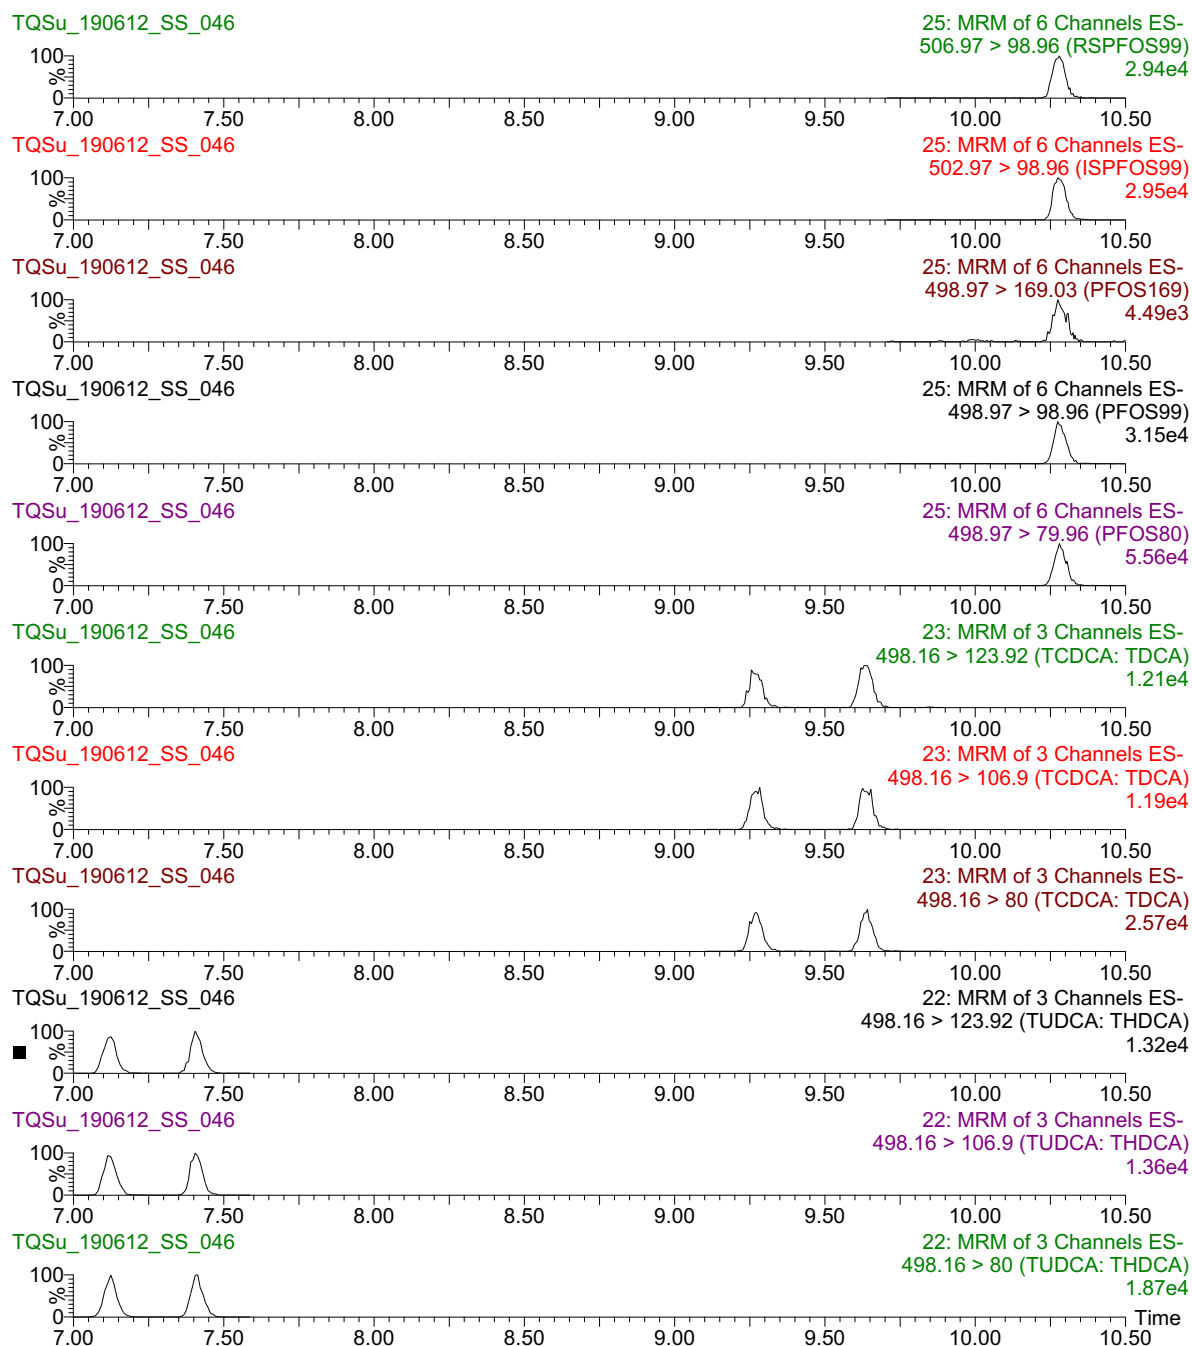 TQSu_190612_SS_046 25: MRM of 6 Channels ES-
506.97 > 98.96 (RSPFOS99)
2.94e4
100
%
0
7.00 7.50 8.00 8.50 9.00 9.50 10.00 10.50
TQSu_190612_SS_046 25: MRM of 6 Channels ES-
502.97 > 98.96 (ISPFOS99)
2.95e4
100
%
0
7.00 7.50 8.00 8.50 9.00 9.50 10.00 10.50
TQSu_190612_SS_046 25: MRM of 6 Channels ES-
498.97 > 169.03 (PFOS169)
4.49e3
100
%
0
7.00 7.50 8.00 8.50 9.00 9.50 10.00 10.50
TQSu_190612_SS_046 25: MRM of 6 Channels ES-
498.97 > 98.96 (PFOS99)
3.15e4
100
%
0
7.00 7.50 8.00 8.50 9.00 9.50 10.00 10.50
TQSu_190612_SS_046 25: MRM of 6 Channels ES-
498.97 > 79.96 (PFOS80)
5.56e4
100
%
0
7.00 7.50 8.00 8.50 9.00 9.50 10.00 10.50
TQSu_190612_SS_046 23: MRM of 3 Channels ES-
498.16 > 123.92 (TCDCA: TDCA)
1.21e4
100
%
0
7.00 7.50 8.00 8.50 9.00 9.50 10.00 10.50
TQSu_190612_SS_046 23: MRM of 3 Channels ES-
498.16 > 106.9 (TCDCA: TDCA)
1.19e4
100
%
0
7.00 7.50 8.00 8.50 9.00 9.50 10.00 10.50
TQSu_190612_SS_046 23: MRM of 3 Channels ES-
498.16 > 80 (TCDCA: TDCA)
2.57e4
100
%
0
7.00 7.50 8.00 8.50 9.00 9.50 10.00 10.50
TQSu_190612_SS_046 22: MRM of 3 Channels ES-
498.16 > 123.92 (TUDCA: THDCA)
1.32e4
100
%
0
7.00 7.50 8.00 8.50 9.00 9.50 10.00 10.50
TQSu_190612_SS_046 22: MRM of 3 Channels ES-
498.16 > 106.9 (TUDCA: THDCA)
1.36e4
100
%
0
7.00 7.50 8.00 8.50 9.00 9.50 10.00 10.50
TQSu_190612_SS_046 22: MRM of 3 Channels ES-
498.16 > 80 (TUDCA: THDCA)
1.87e4
100
%
0
Time
7.00 7.50 8.00 8.50 9.00 9.50 10.00 10.50